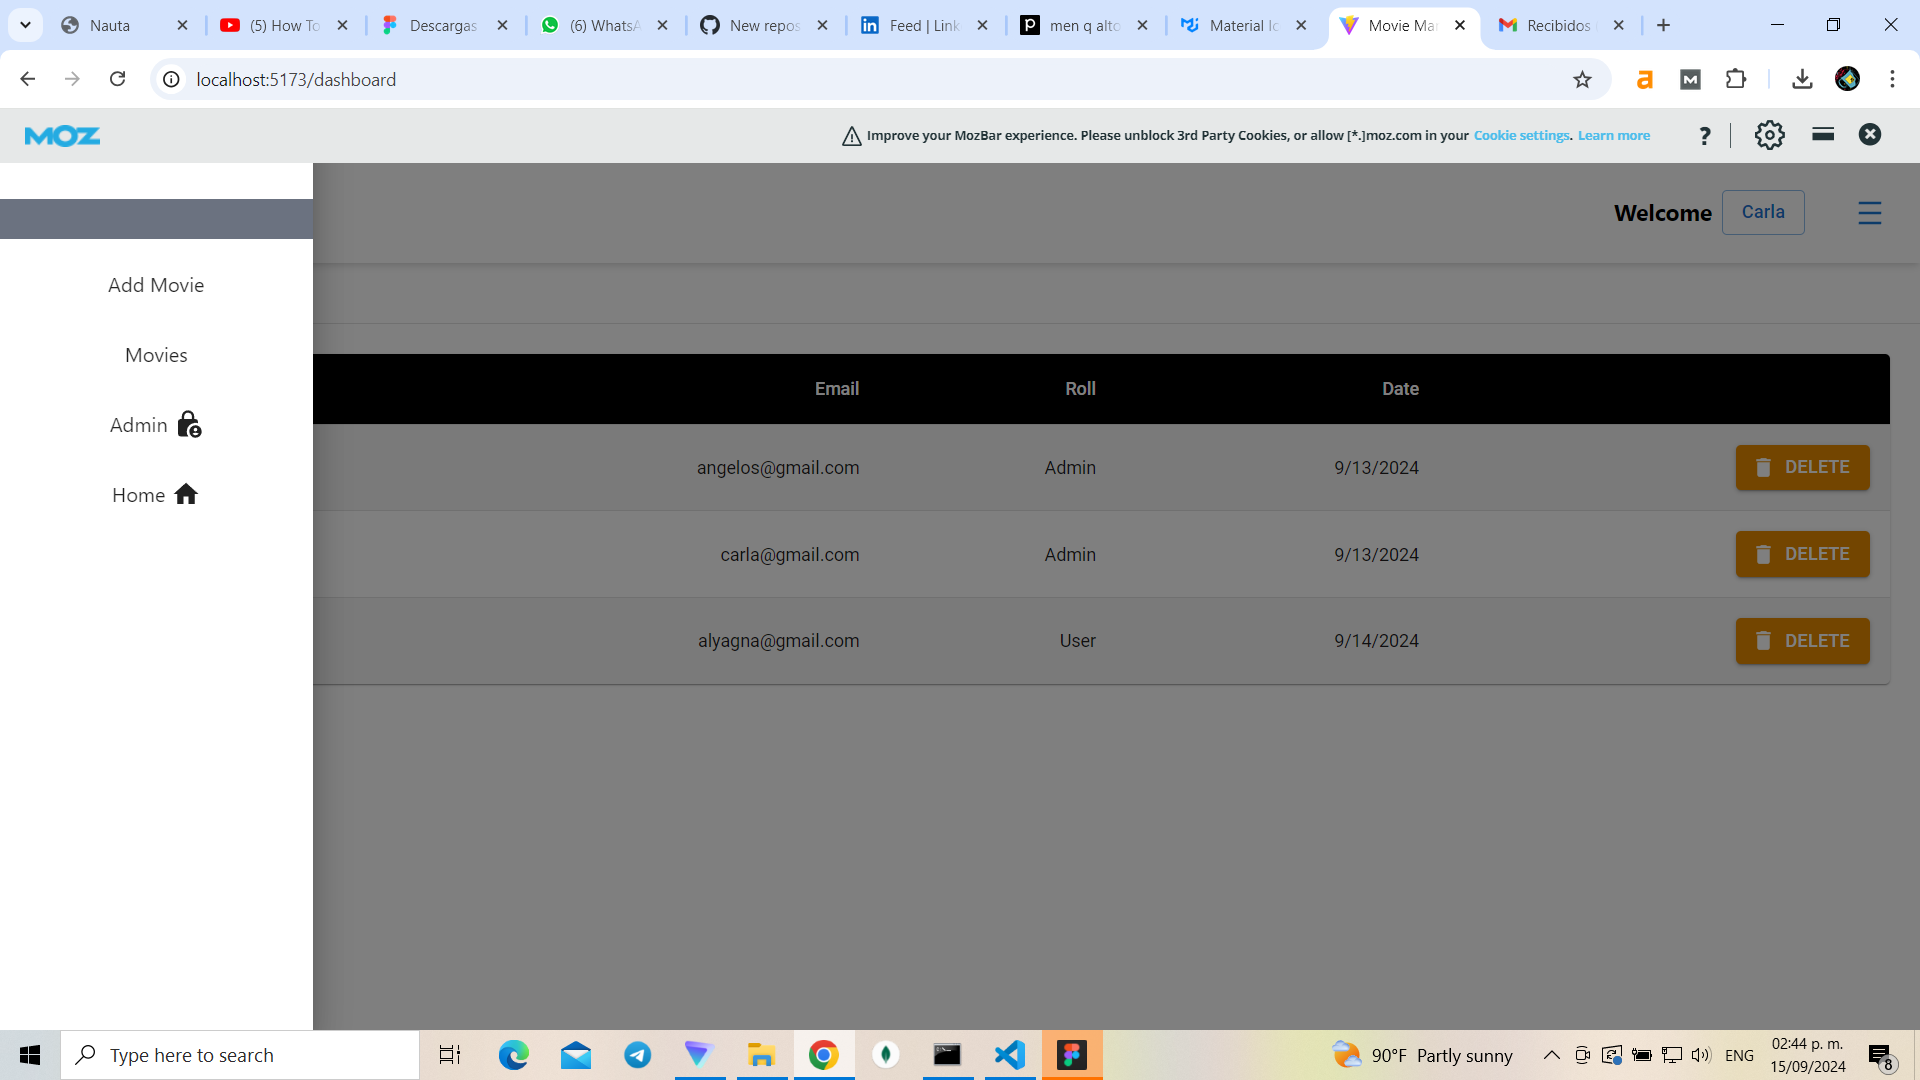 Nauta
(5) How To
Descargas
(6) WhatsA
New repos
Feed | Link
men q alto
Material Ic
Movie Mar
Recibidos
localhost:5173/dashboard
MOZ
Improve your MozBar experience. Please unblock 3rd Party Cookies, or allow [*.]moz.com in your Cookie settings. Learn more
?
Welcome
Carla
Add Movie
Movies
Admin
Home
Email Roll Date
angelos@gmail.com Admin 9/13/2024 DELETE
carla@gmail.com Admin 9/13/2024 DELETE
alyagna@gmail.com User 9/14/2024 DELETE
Type here to search
90°F Partly sunny
ENG
02:44 p. m.
15/09/2024
8